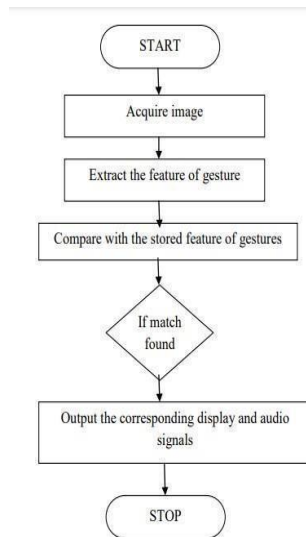 START
Acquire image
Extract the feature of gesture
Compare with the stored feature of gestures
If match
found
Output the corresponding display and audio
signals
STOP